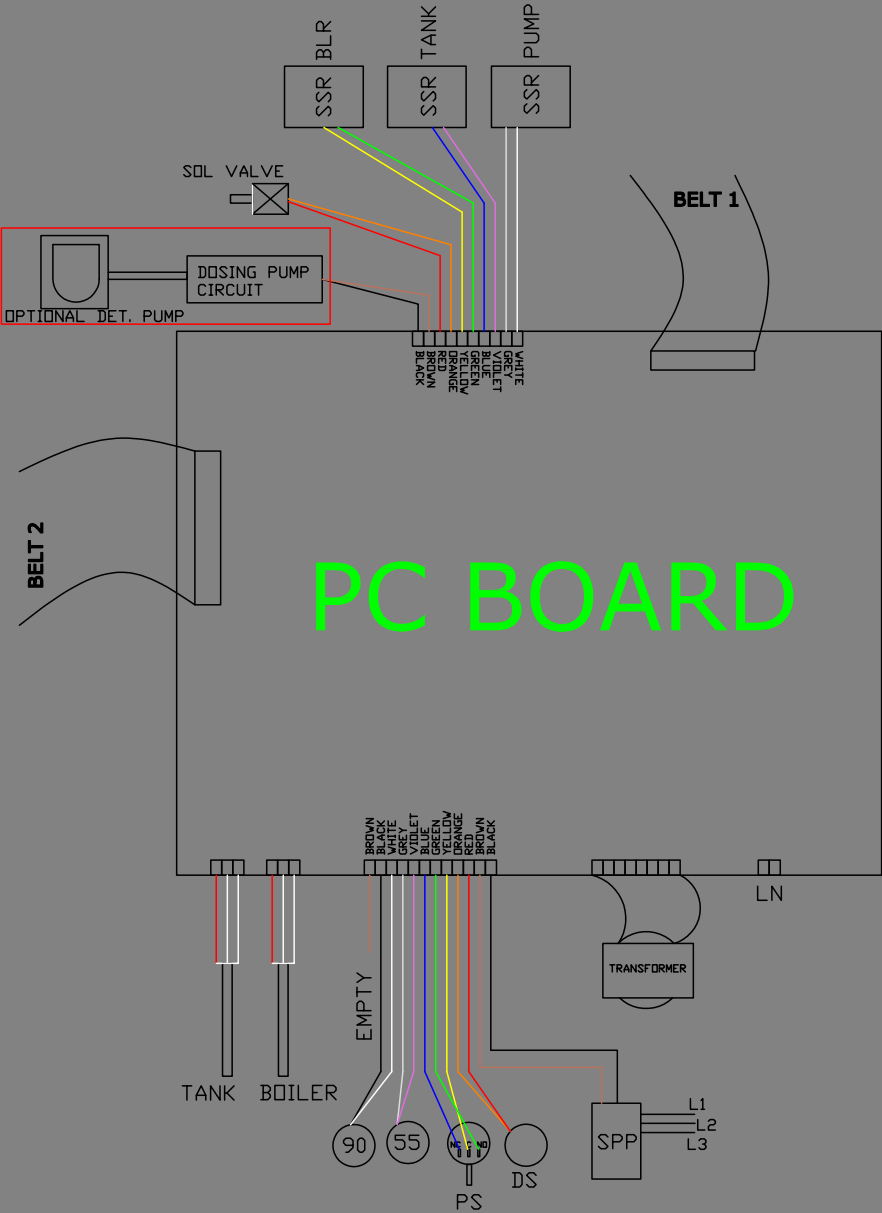 SSR BLR
SSR TANK
SSR PUMP
SOL VALVE
BELT 1
DOSING PUMP
CIRCUIT
OPTIONAL DET. PUMP
BLACK
BROWN
RED
ORANGE
YELLOW
GREEN
BLUE
VIOLET
GREY
WHITE
BELT 2
PC BOARD
BROWN
BLACK
WHITE
GREY
VIOLET
BLUE
GREEN
YELLOW
ORANGE
RED
BROWN
BLACK
LN
TRANSFORMER
EMPTY
TANK
BOILER
90
55
NC C NO
PS
DS
SPP
L1
L2
L3